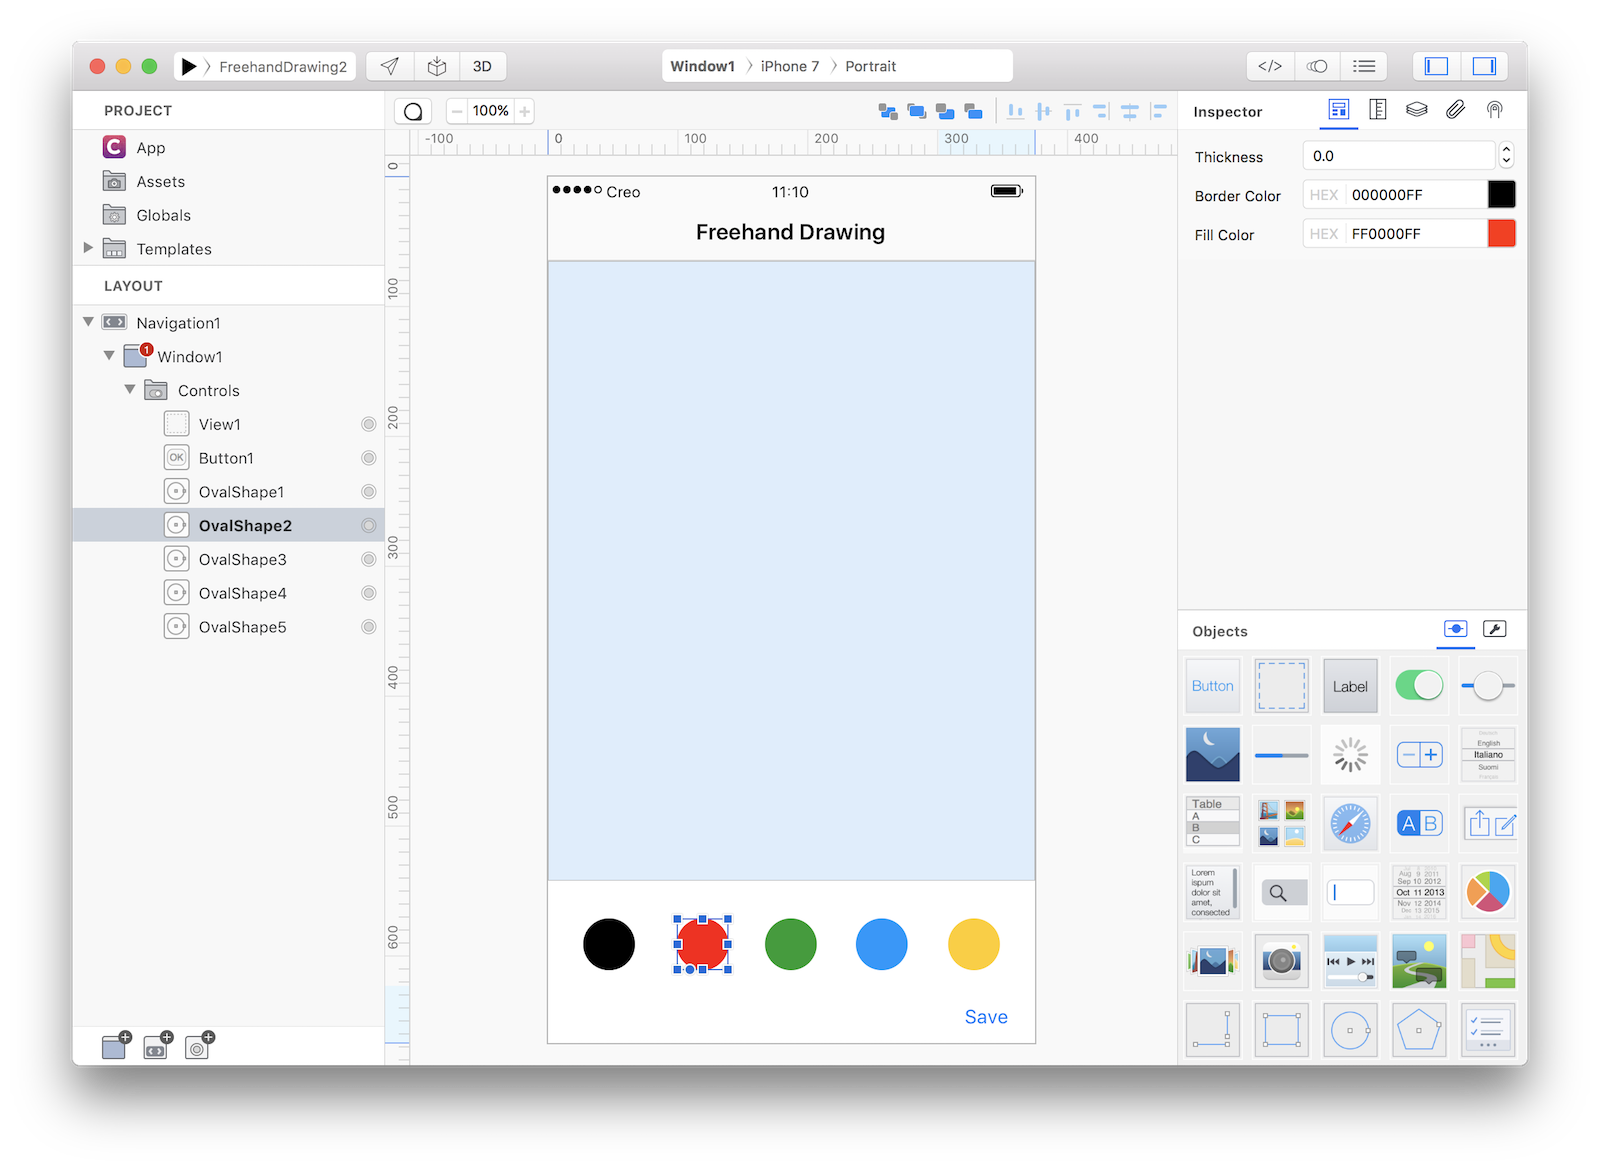 FreehandDrawing2
3D
Window1 〉 iPhone 7 〉 Portrait
</>
PROJECT
App
Assets
Globals
Templates
LAYOUT
Navigation1
1
Window1
Controls
View1
OK
Button1
OvalShape1
OvalShape2
OvalShape3
OvalShape4
OvalShape5
100%
-100 0 100 200 300 400
0
100
200
300
400
500
600
Creo 11:10
Freehand Drawing
Save
Inspector
Thickness 0.0
Border Color HEX 000000FF
Fill Color HEX FF0000FF
Objects
Button
Label
Deutsch
English
Italiano
Suomi
Français
Table
A
B
C
A B
Lorem
ispum
dolor sit
amet,
consected
Aug 9 2011
Sep 10 2012
Oct 11 2013
Nov 12 2014
Dec 13 2015